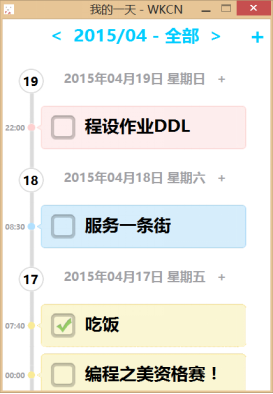 我的一天 - WKCN
< 2015/04 - 全部 > +
19 2015年04月19日 星期日 +
22:00 程设作业DDL
18 2015年04月18日 星期六 +
08:30 服务一条街
17 2015年04月17日 星期五 +
07:40 吃饭
00:00 编程之美资格赛！